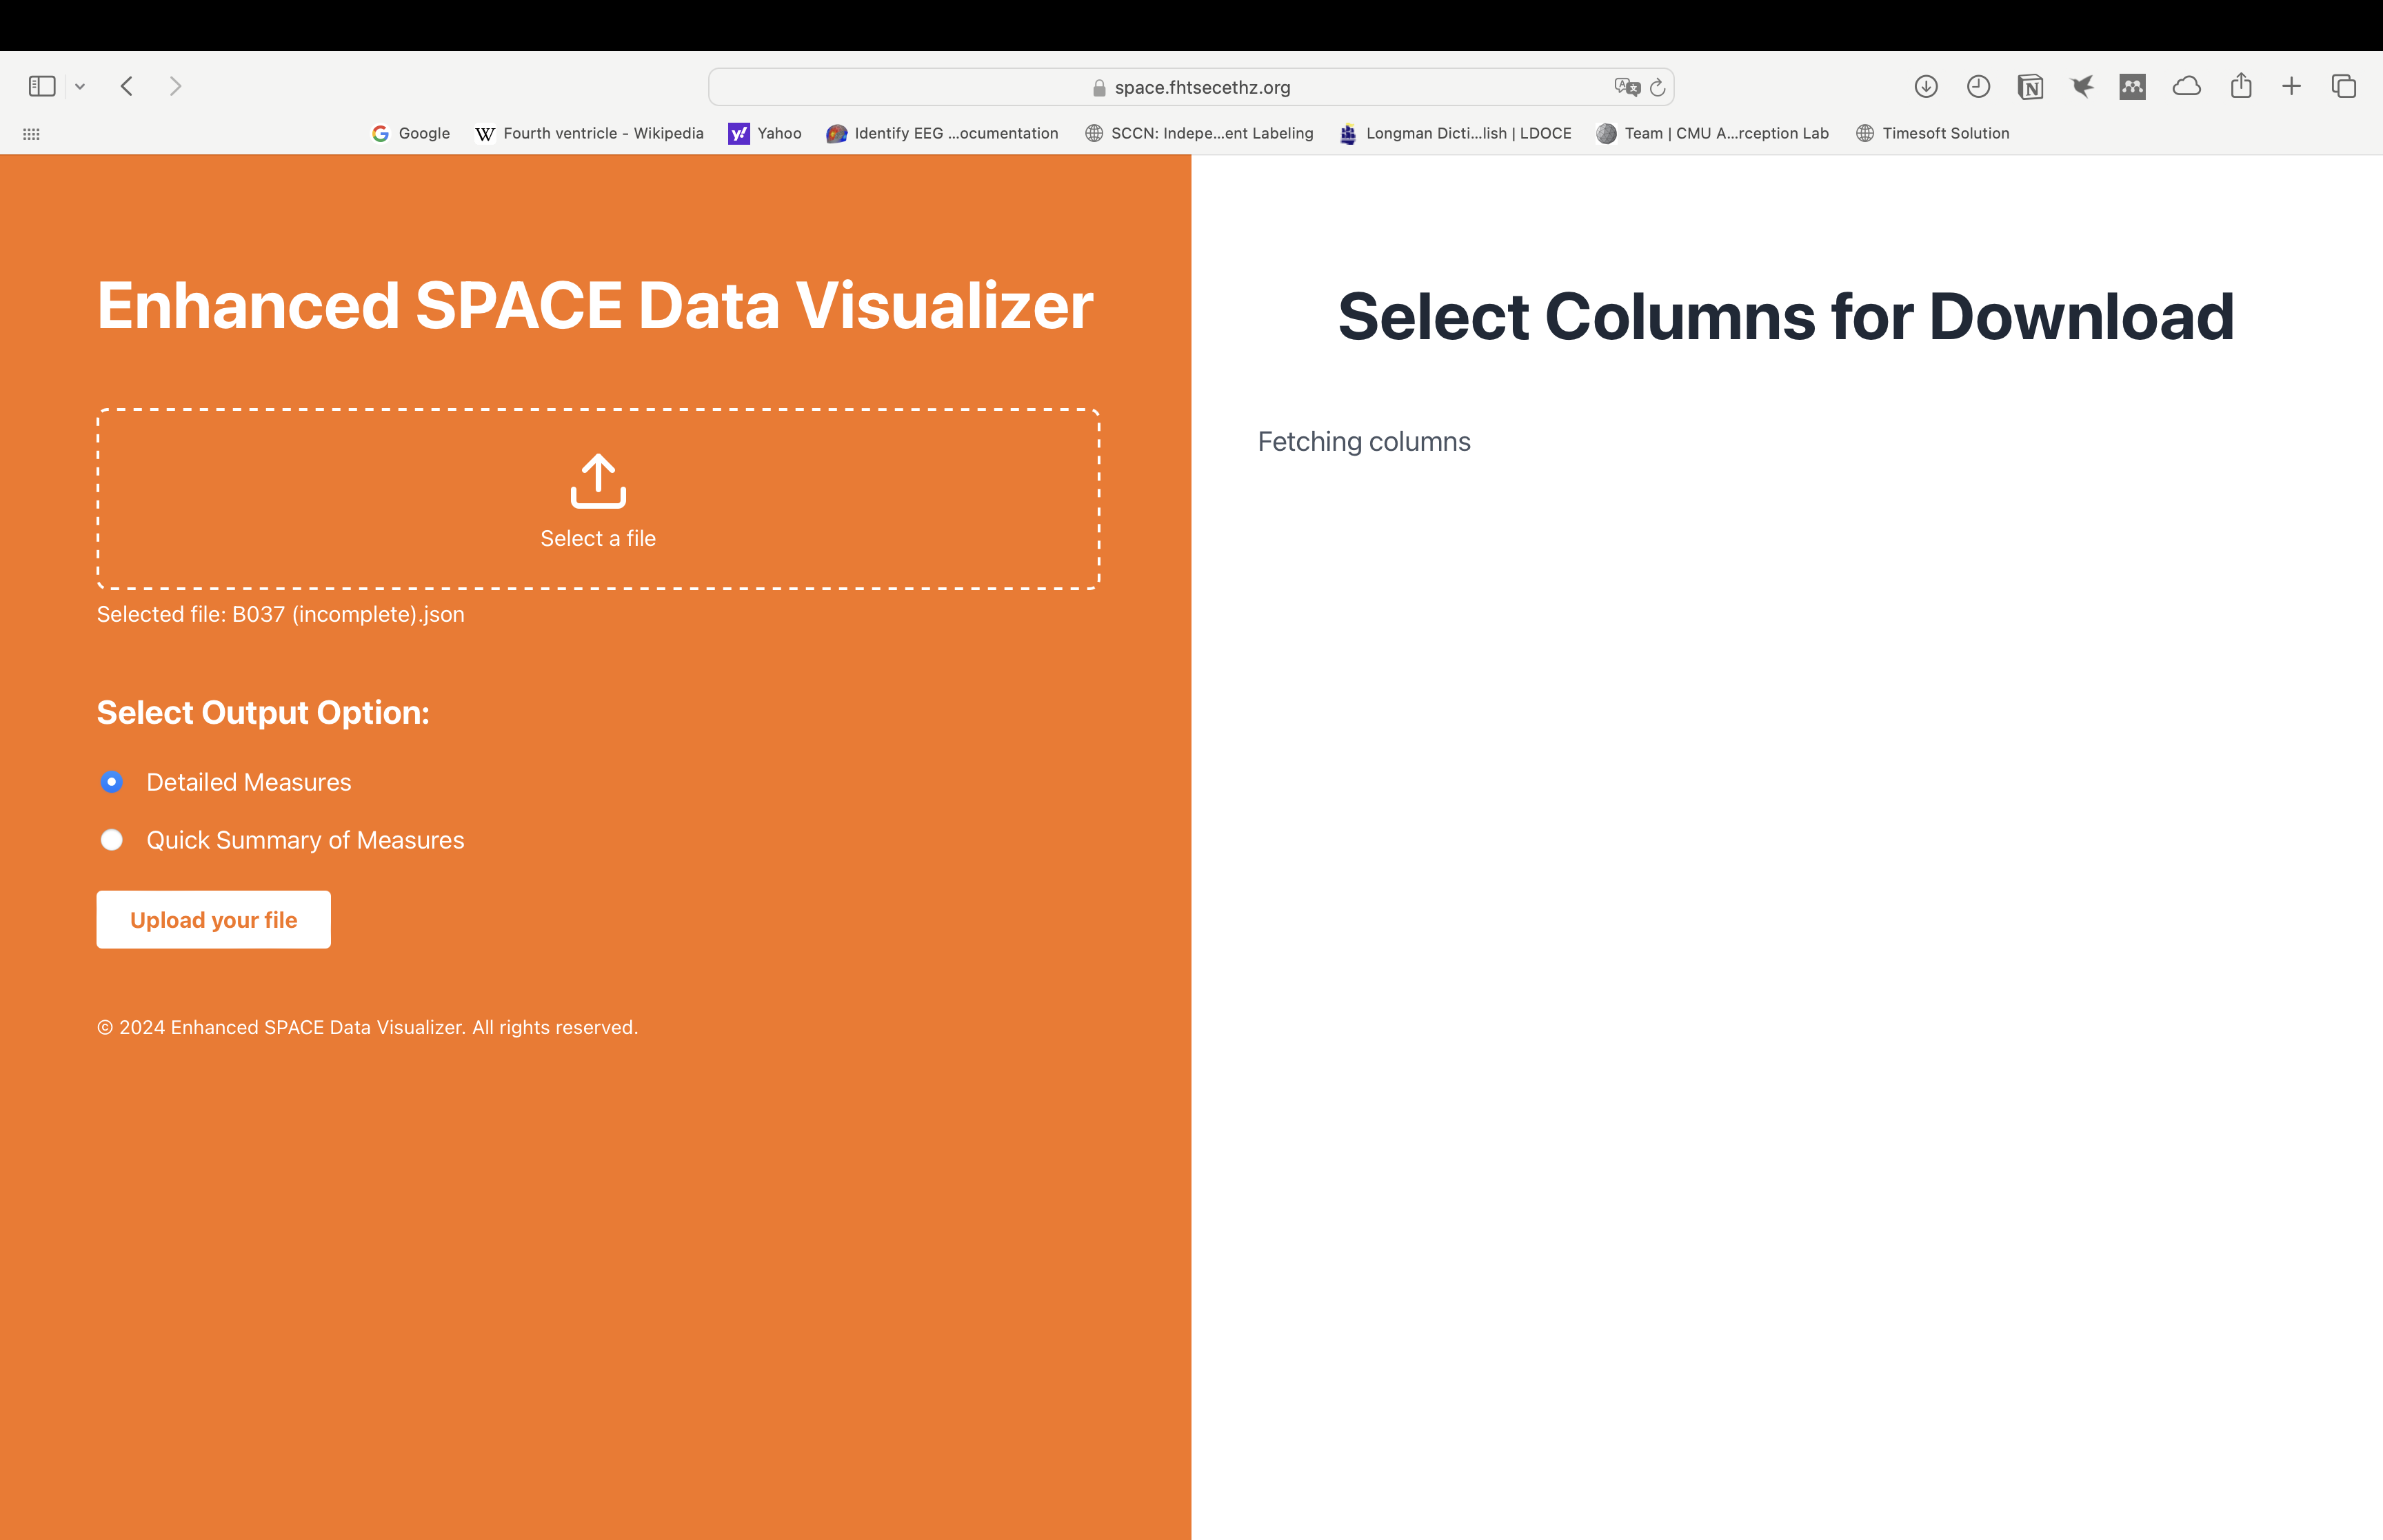 space.fhtsecethz.org
Google
Fourth ventricle - Wikipedia
Yahoo
Identify EEG ...ocumentation
SCCN: Indepe...ent Labeling
Longman Dicti...lish | LDOCE
Team | CMU A...rception Lab
Timesoft Solution
Enhanced SPACE Data Visualizer
Select a file
Selected file: B037 (incomplete).json
Select Output Option:
Detailed Measures
Quick Summary of Measures
Upload your file
© 2024 Enhanced SPACE Data Visualizer. All rights reserved.
Select Columns for Download
Fetching columns